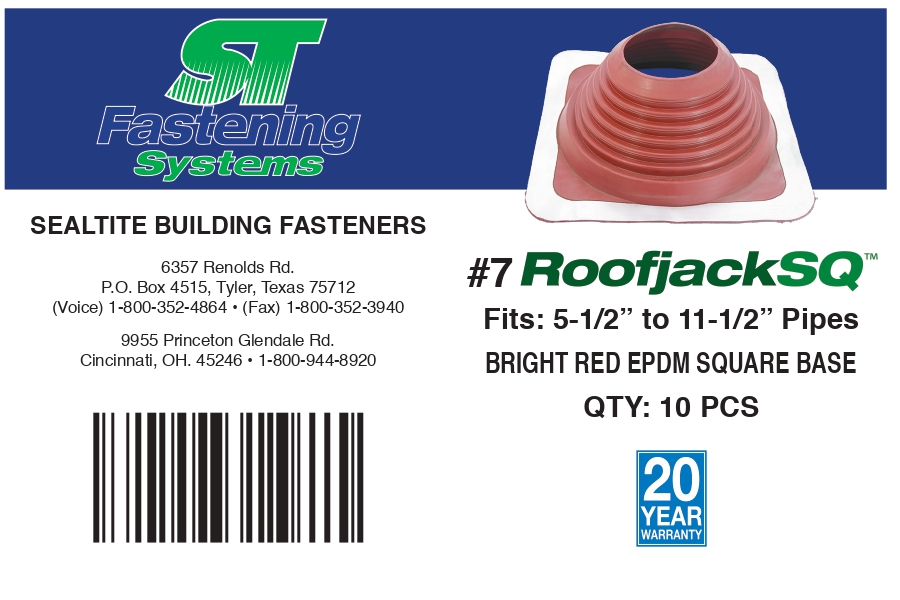 ST
Fastening
Systems
SEALTITE BUILDING FASTENERS
6357 Renolds Rd.
P.O. Box 4515, Tyler, Texas 75712
(Voice) 1-800-352-4864 • (Fax) 1-800-352-3940
9955 Princeton Glendale Rd.
Cincinnati, OH. 45246 • 1-800-944-8920
#7 RoofjackSQ™
Fits: 5-1/2” to 11-1/2” Pipes
BRIGHT RED EPDM SQUARE BASE
QTY: 10 PCS
20
YEAR
WARRANTY